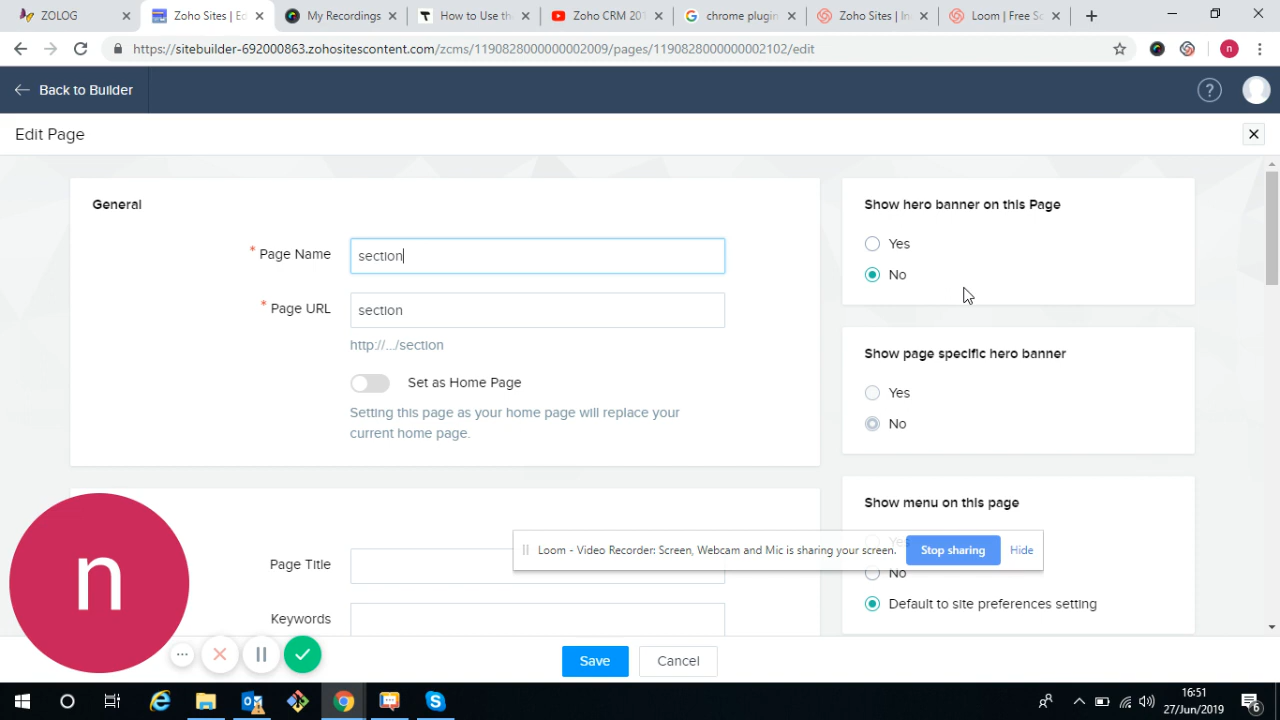 ZOLOG
Zoho Sites | Ed
My Recordings
How to Use th
Zoho CRM 201
chrome plugin
Zoho Sites | In
Loom | Free Sc
https://sitebuilder-692000863.zohositescontent.com/zcms/1190828000000002009/pages/1190828000000002102/edit
n
Back to Builder
?
Edit Page
General
* Page Name
section
* Page URL
section
http://.../section
Set as Home Page
Setting this page as your home page will replace your
current home page.
Show hero banner on this Page
Yes
No
Show page specific hero banner
Yes
No
Show menu on this page
Yes
No
Default to site preferences setting
Loom - Video Recorder: Screen, Webcam and Mic is sharing your screen.
Stop sharing
Hide
Page Title
Keywords
n
Save
Cancel
16:51
27/Jun/2019
6